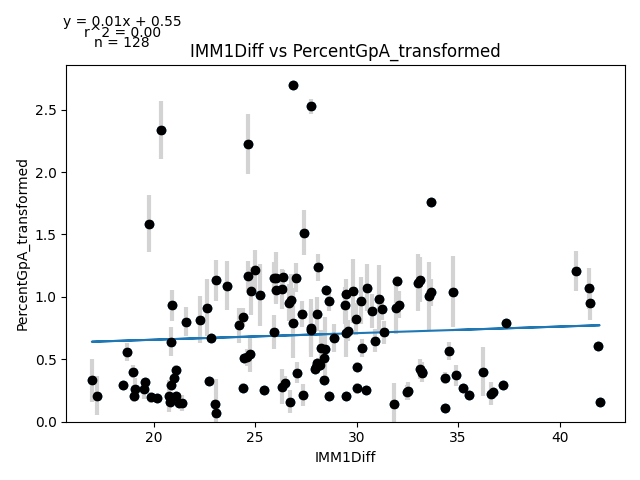 y = 0.01x + 0.55
r^2 = 0.00
n = 128
IMM1Diff vs PercentGpA_transformed
PercentGpA_transformed
2.5
2.0
1.5
1.0
0.5
0.0
20 25 30 35 40
IMM1Diff